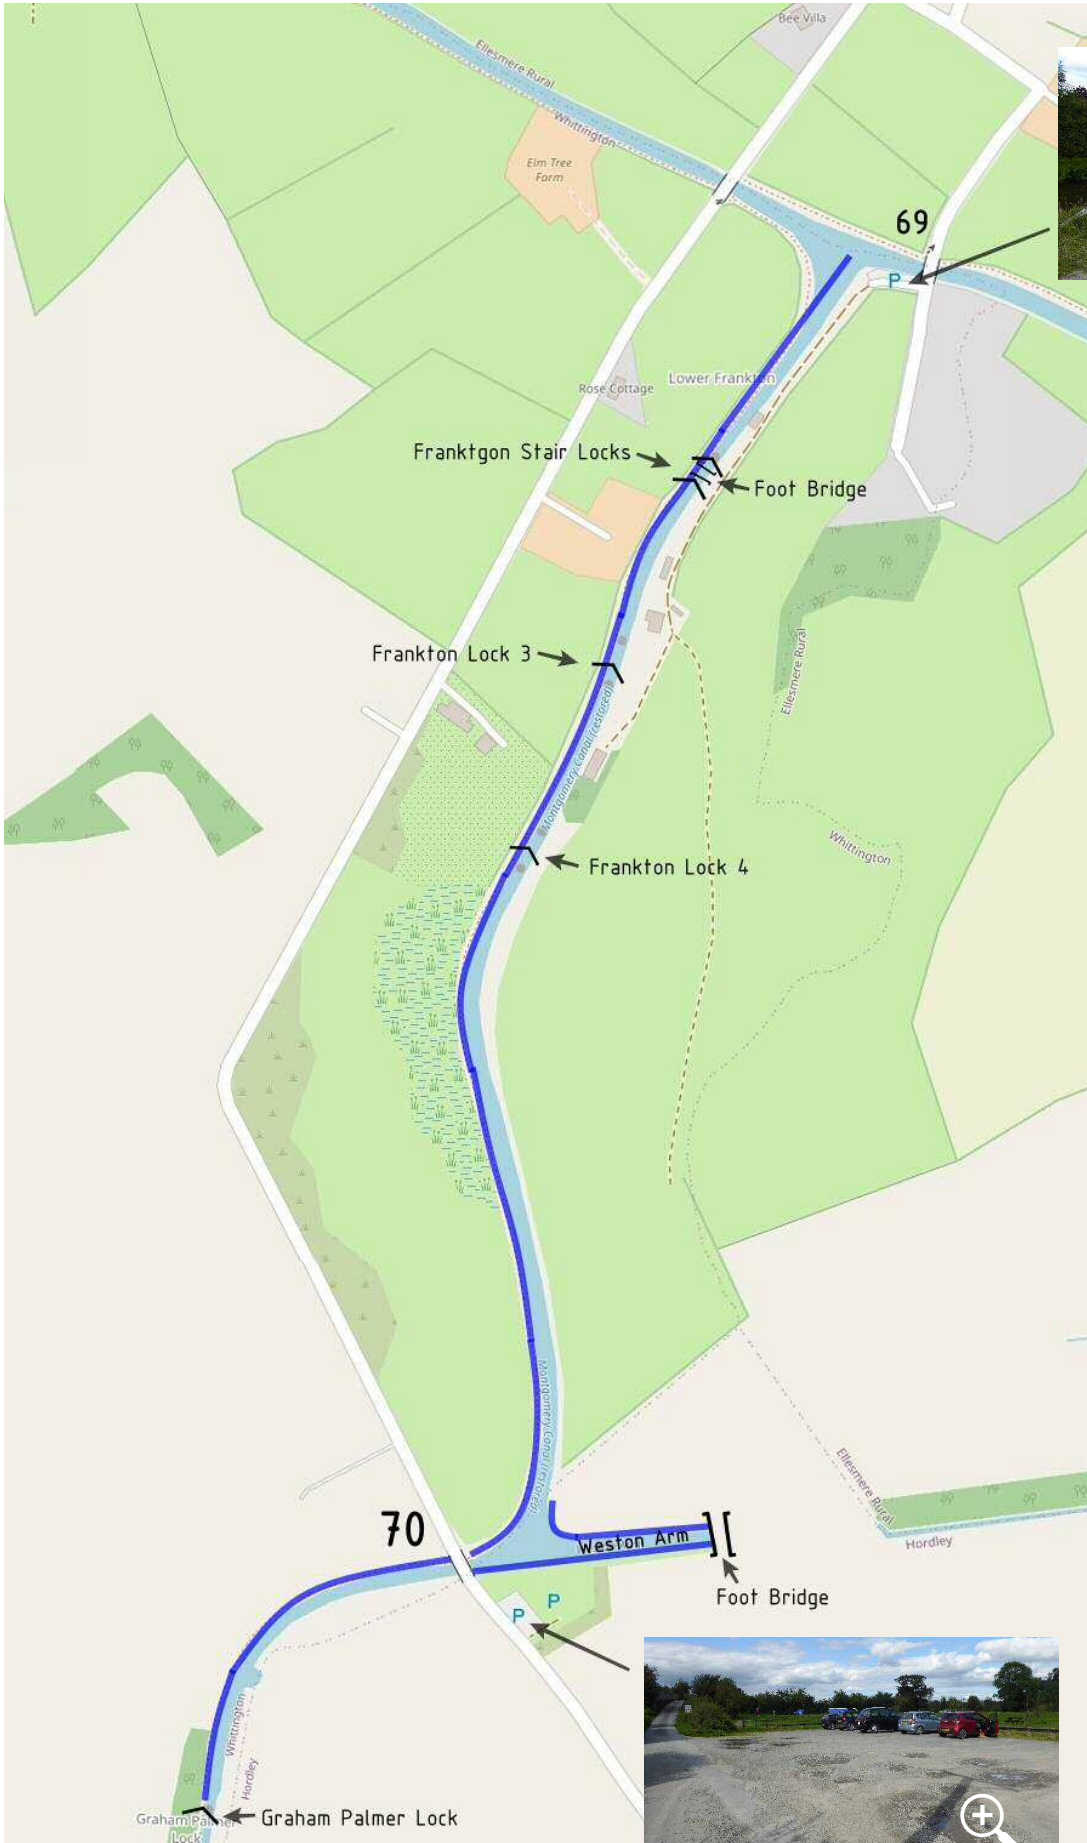 Bee Villa
Ellesmere Rural
Whittington
Elm Tree
Farm
69
P
Lower Frankton
Rose Cottage
Franktgon Stair Locks
Foot Bridge
Frankton Lock 3
Ellesmere Rural
Montgomery Canal (restored)
Whittington
Frankton Lock 4
Montgomery Canal (restored)
Ellesmere Rural
Hordley
70
Weston Arm
Foot Bridge
P
P
Whittington
Hordley
Graham Palmer
Lock
Graham Palmer Lock